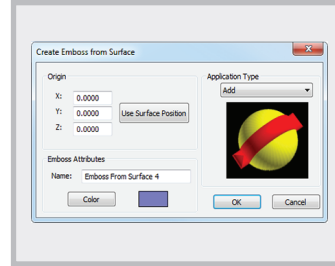 Create Emboss from Surface
Origin
X: 0.0000
Y: 0.0000
Z: 0.0000
Use Surface Position
Application Type
Add
Emboss Attributes
Name: Emboss From Surface 4
Color
OK
Cancel